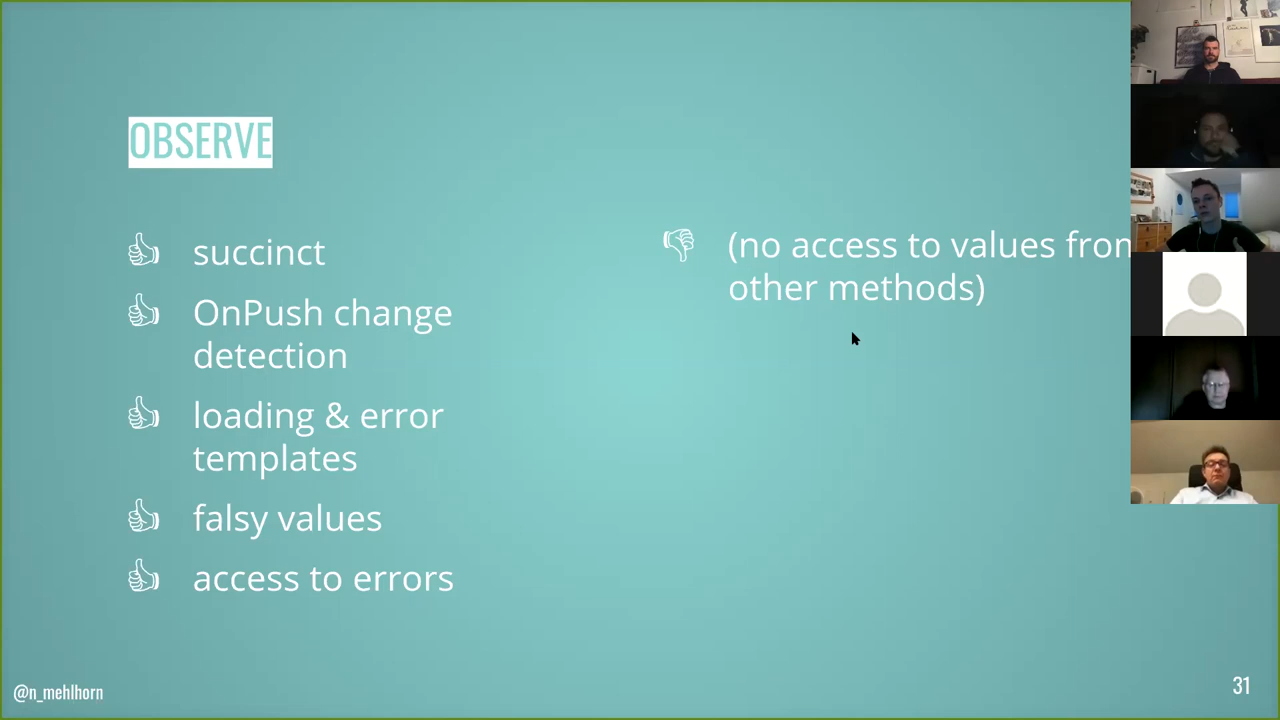 OBSERVE
succinct
OnPush change
detection
loading & error
templates
falsy values
access to errors
(no access to values from
other methods)
@n_mehlhorn
31